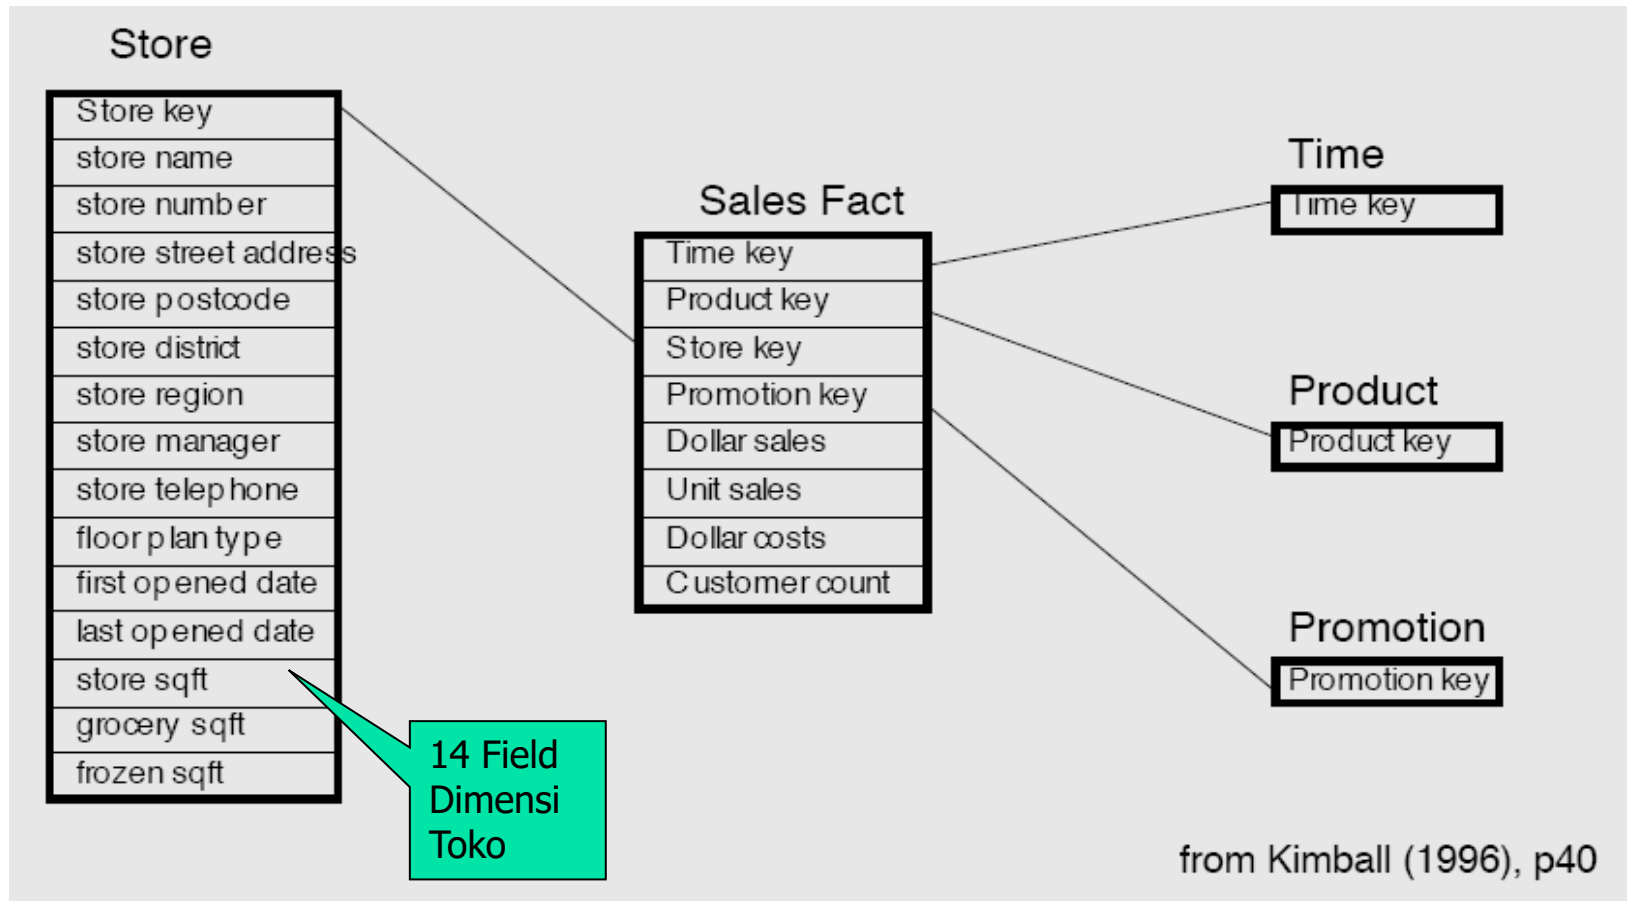 Store
Store key
store name
store number
store street address
store postcode
store district
store region
store manager
store telephone
floor plan type
first opened date
last opened date
store sqft
grocery sqft
frozen sqft
14 Field
Dimensi
Toko
Sales Fact
Time key
Product key
Store key
Promotion key
Dollar sales
Unit sales
Dollar costs
Customer count
Time
Time key
Product
Product key
Promotion
Promotion key
from Kimball (1996), p40